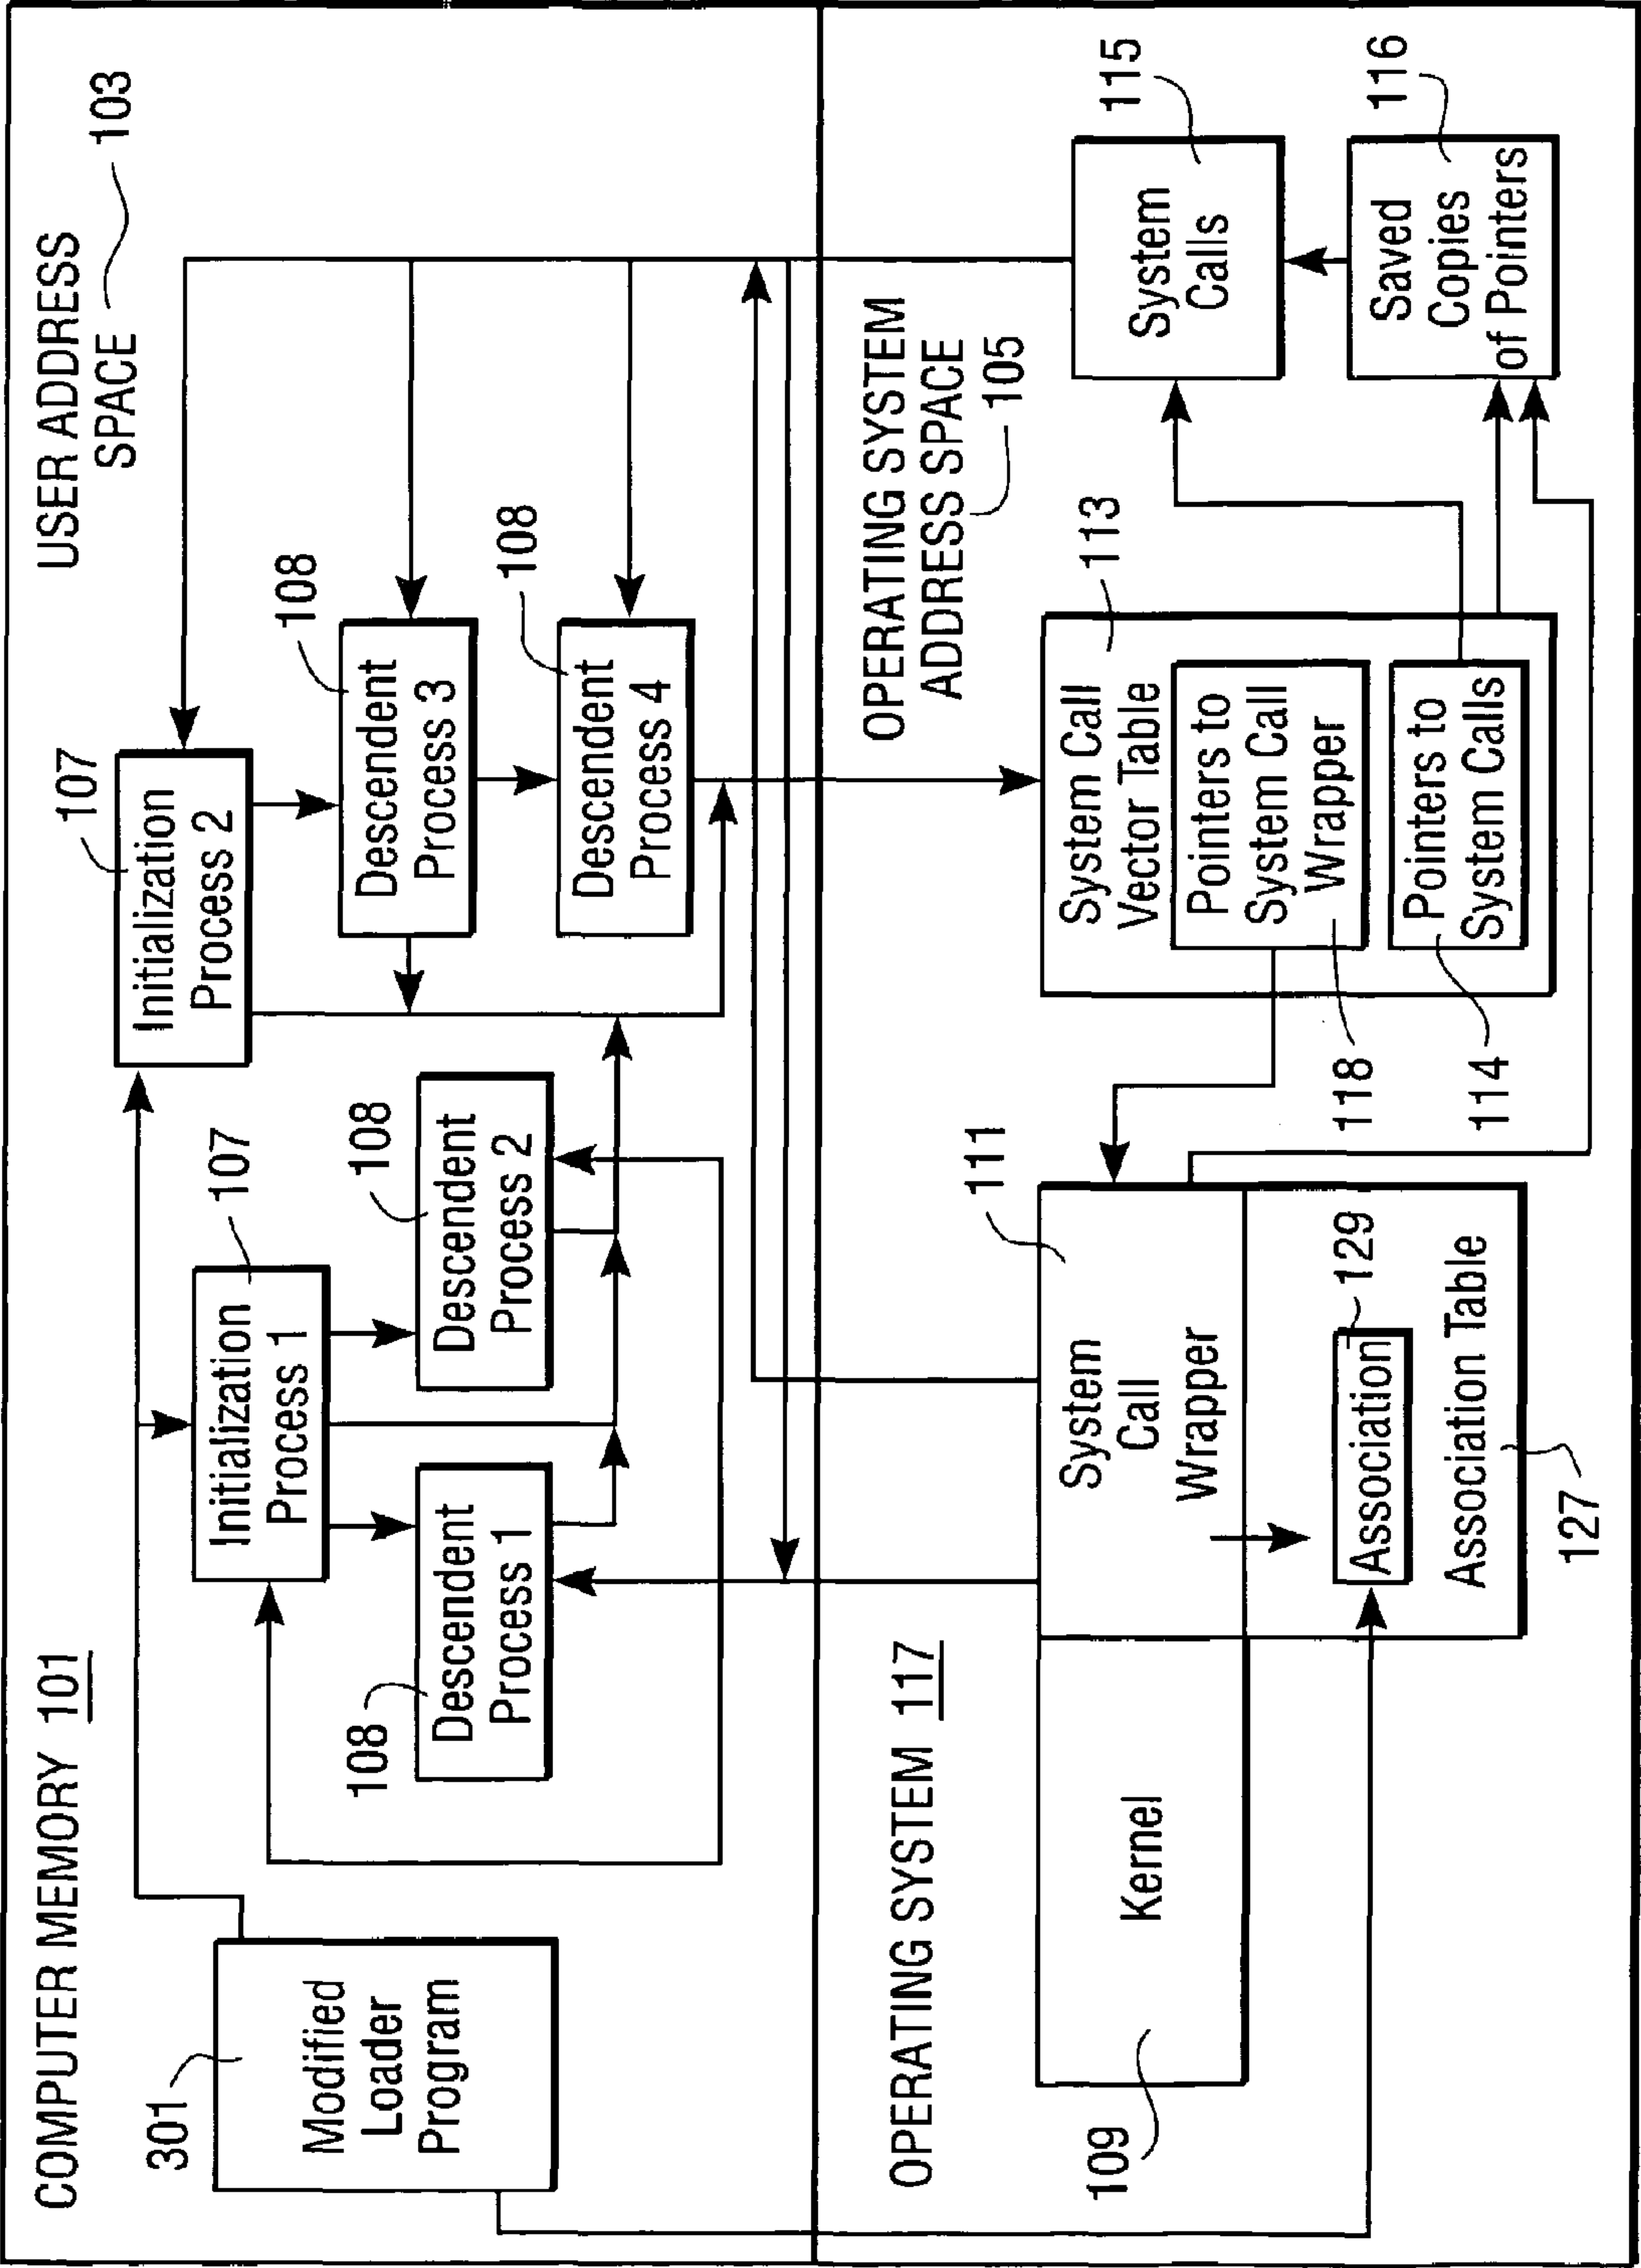 COMPUTER MEMORY 101
USER ADDRESS
SPACE
103
301
Modified
Loader
Program
107
Initialization
Process 1
107
Initialization
Process 2
108
Descendent
Process 1
108
Descendent
Process 2
108
Descendent
Process 3
108
Descendent
Process 4
OPERATING SYSTEM 117
OPERATING SYSTEM
ADDRESS SPACE
105
109
Kernel
111
System
Call
Wrapper
129
Association
Association Table
127
113
System Call
Vector Table
Pointers to
System Call
Wrapper
118
Pointers to
System Calls
114
115
System
Calls
116
Saved
Copies
of Pointers